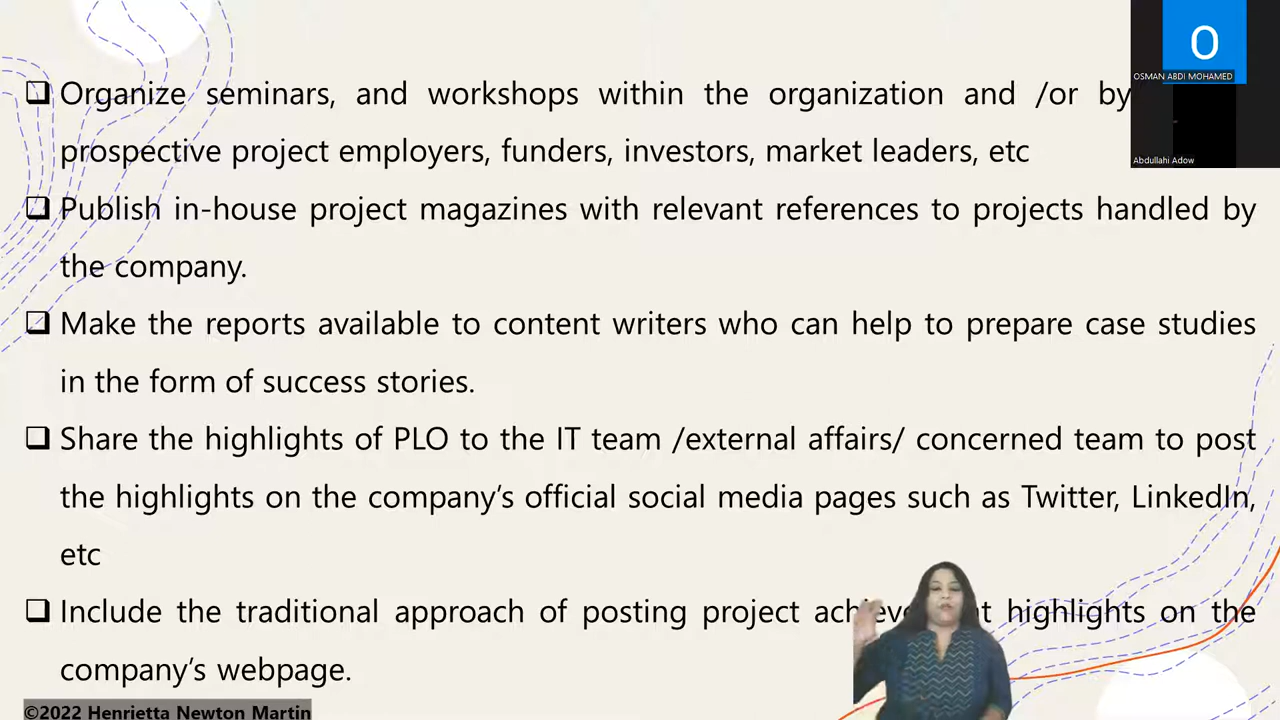 O
OSMAN ABDI MOHAMED
Abdullahi Adow
❑ Organize seminars, and workshops within the organization and /or by
prospective project employers, funders, investors, market leaders, etc
❑ Publish in-house project magazines with relevant references to projects handled by
the company.
❑ Make the reports available to content writers who can help to prepare case studies
in the form of success stories.
❑ Share the highlights of PLO to the IT team /external affairs/ concerned team to post
the highlights on the company’s official social media pages such as Twitter, LinkedIn,
etc
❑ Include the traditional approach of posting project highlights on the
company’s webpage.
©2022 Henrietta Newton Martin